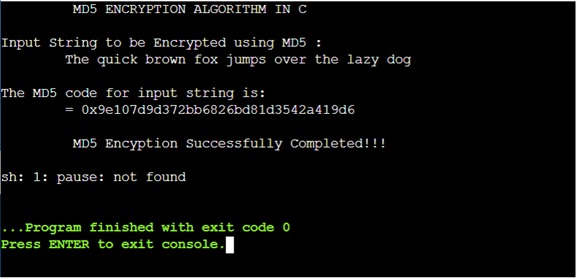 MD5 ENCRYPTION ALGORITHM IN C
Input String to be Encrypted using MD5 :
The quick brown fox jumps over the lazy dog
The MD5 code for input string is:
= 0x9e107d9d372bb6826bd81d3542a419d6
MD5 Encyption Successfully Completed!!!
sh: 1: pause: not found
...Program finished with exit code 0
Press ENTER to exit console.